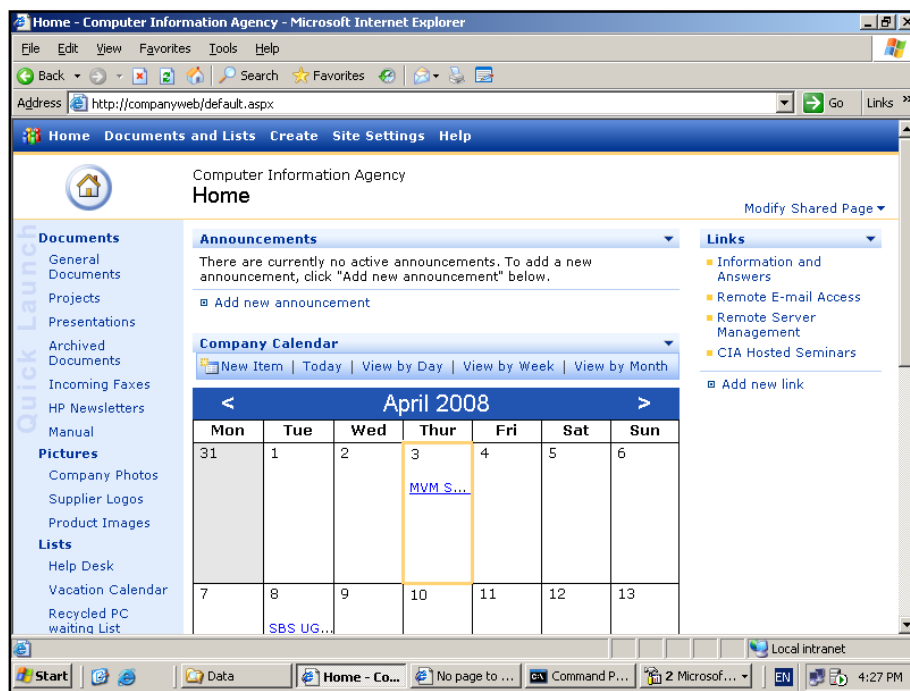 Home - Computer Information Agency - Microsoft Internet Explorer
File Edit View Favorites Tools Help
Back Search Favorites
Address http://companyweb/default.aspx Go Links »
Home Documents and Lists Create Site Settings Help
Computer Information Agency
Home
Modify Shared Page
Quick Launch
Documents
General
Documents
Projects
Presentations
Archived
Documents
Incoming Faxes
HP Newsletters
Manual
Pictures
Company Photos
Supplier Logos
Product Images
Lists
Help Desk
Vacation Calendar
Recycled PC
waiting List
Announcements
There are currently no active announcements. To add a new
announcement, click "Add new announcement" below.
Add new announcement
Company Calendar
New Item | Today | View by Day | View by Week | View by Month
< April 2008 >
Mon Tue Wed Thur Fri Sat Sun
31 1 2 3 4 5 6
MVM S...
7 8 9 10 11 12 13
SBS UG...
Links
Information and
Answers
Remote E-mail Access
Remote Server
Management
CIA Hosted Seminars
Add new link
Local intranet
Start Data Home - Co... No page to ... Command P... 2 Microsof... EN 4:27 PM